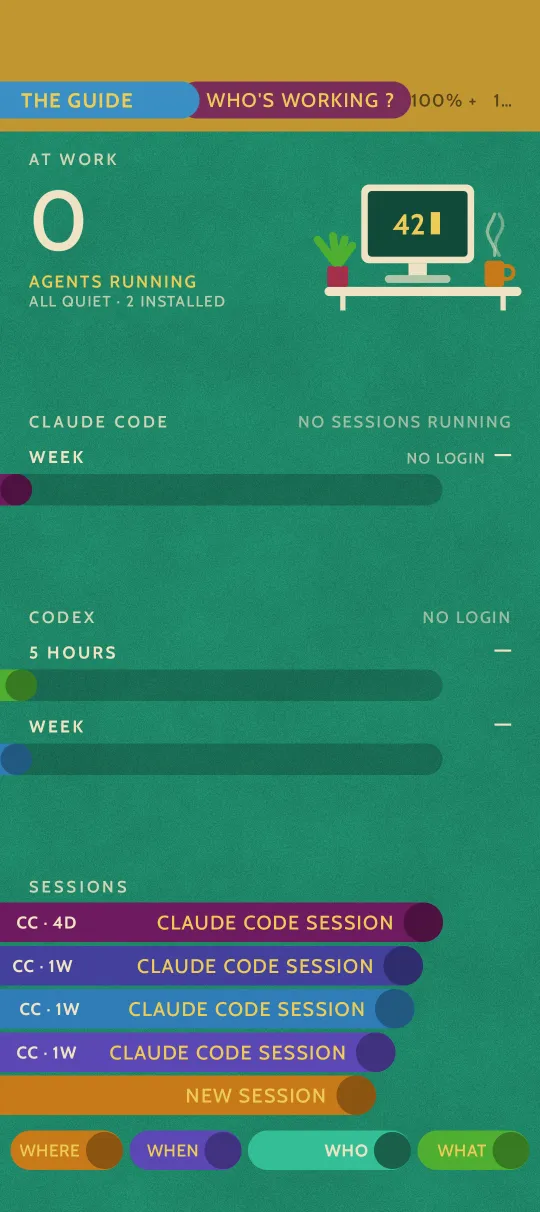 THE GUIDE WHO'S WORKING ? 100% + 1…
AT WORK
0
42
AGENTS RUNNING
ALL QUIET · 2 INSTALLED
CLAUDE CODE NO SESSIONS RUNNING
WEEK NO LOGIN —
CODEX NO LOGIN
5 HOURS —
WEEK —
SESSIONS
CC · 4D CLAUDE CODE SESSION
CC · 1W CLAUDE CODE SESSION
CC · 1W CLAUDE CODE SESSION
CC · 1W CLAUDE CODE SESSION
NEW SESSION
WHERE WHEN WHO WHAT